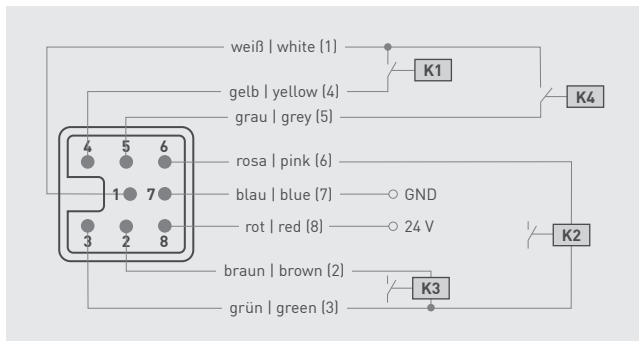 weiß | white (1)
K1
gelb | yellow (4)
K4
grau | grey (5)
4 5 6
rosa | pink (6)
1 7
blau | blue (7)
GND
rot | red (8)
24 V
K2
3 2 8
braun | brown (2)
K3
grün | green (3)